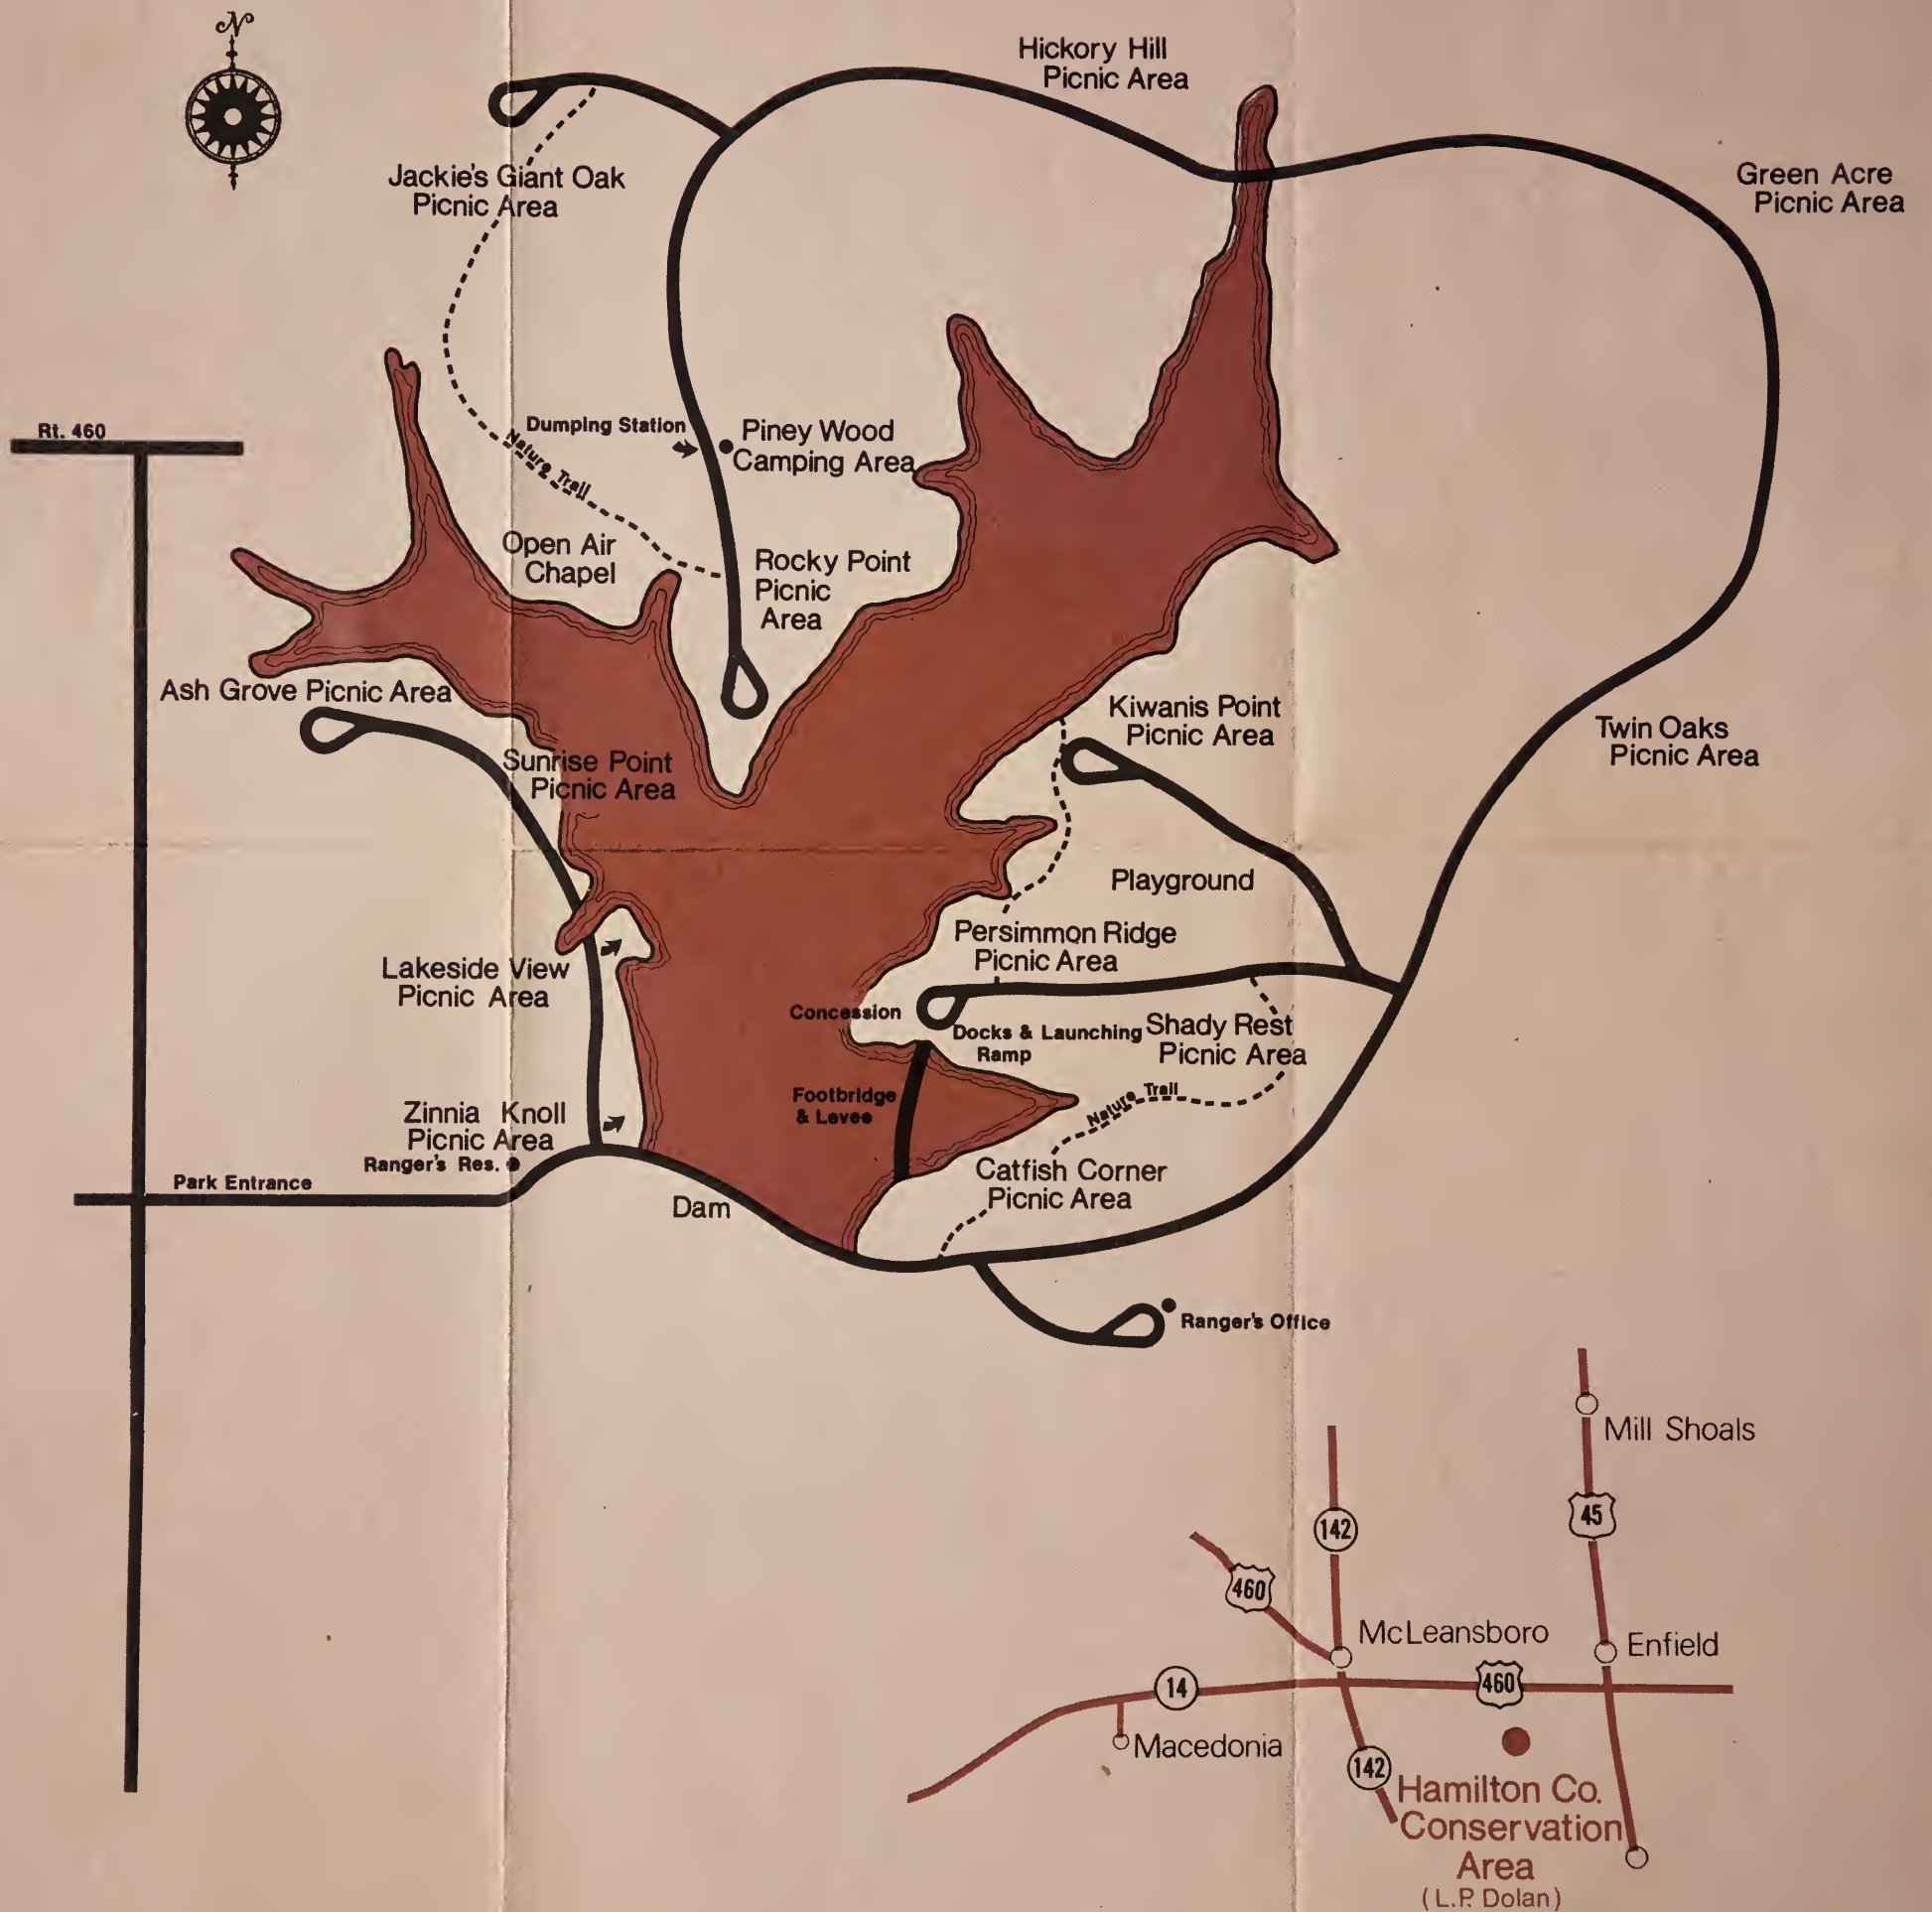 N
Hickory Hill
Picnic Area
Jackie's Giant Oak
Picnic Area
Green Acre
Picnic Area
Rt. 460
Dumping Station
Piney Wood
Camping Area
Nature Trail
Open Air
Chapel
Rocky Point
Picnic
Area
Ash Grove Picnic Area
Sunrise Point
Picnic Area
Kiwanis Point
Picnic Area
Twin Oaks
Picnic Area
Playground
Persimmon Ridge
Picnic Area
Lakeside View
Picnic Area
Concession
Docks & Launching
Ramp
Shady Rest
Picnic Area
Footbridge
& Levee
Nature Trail
Zinnia Knoll
Picnic Area
Ranger's Res.
Park Entrance
Catfish Corner
Picnic Area
Dam
Ranger's Office
Mill Shoals
45
142
460
McLeansboro
Enfield
14
460
Macedonia
142
Hamilton Co.
Conservation
Area
(L.P. Dolan)